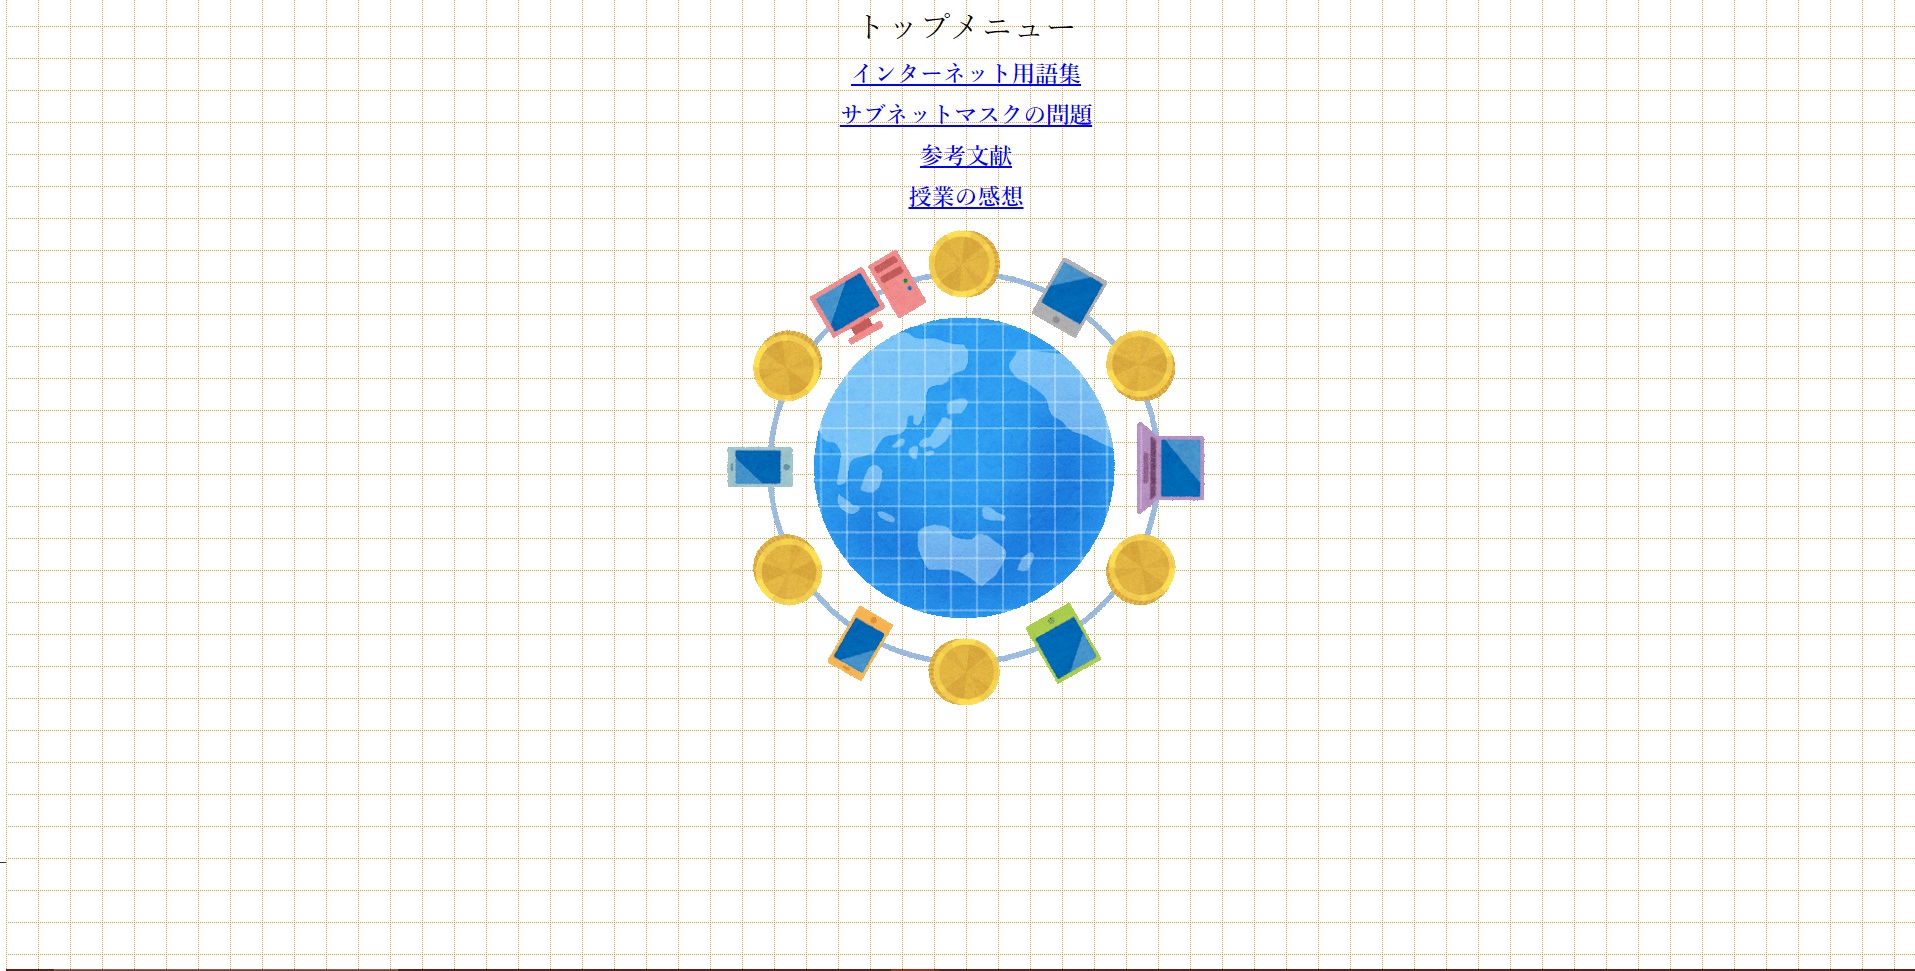 トップメニュー
インターネット用語集
サブネットマスクの問題
参考文献
授業の感想